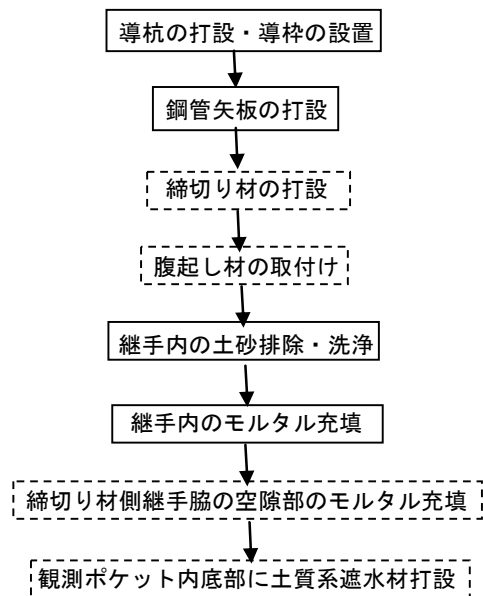 導杭の打設・導枠の設置
鋼管矢板の打設
締切り材の打設
腹起し材の取付け
継手内の土砂排除・洗浄
継手内のモルタル充填
締切り材側継手脇の空隙部のモルタル充填
観測ポケット内底部に土質系遮水材打設